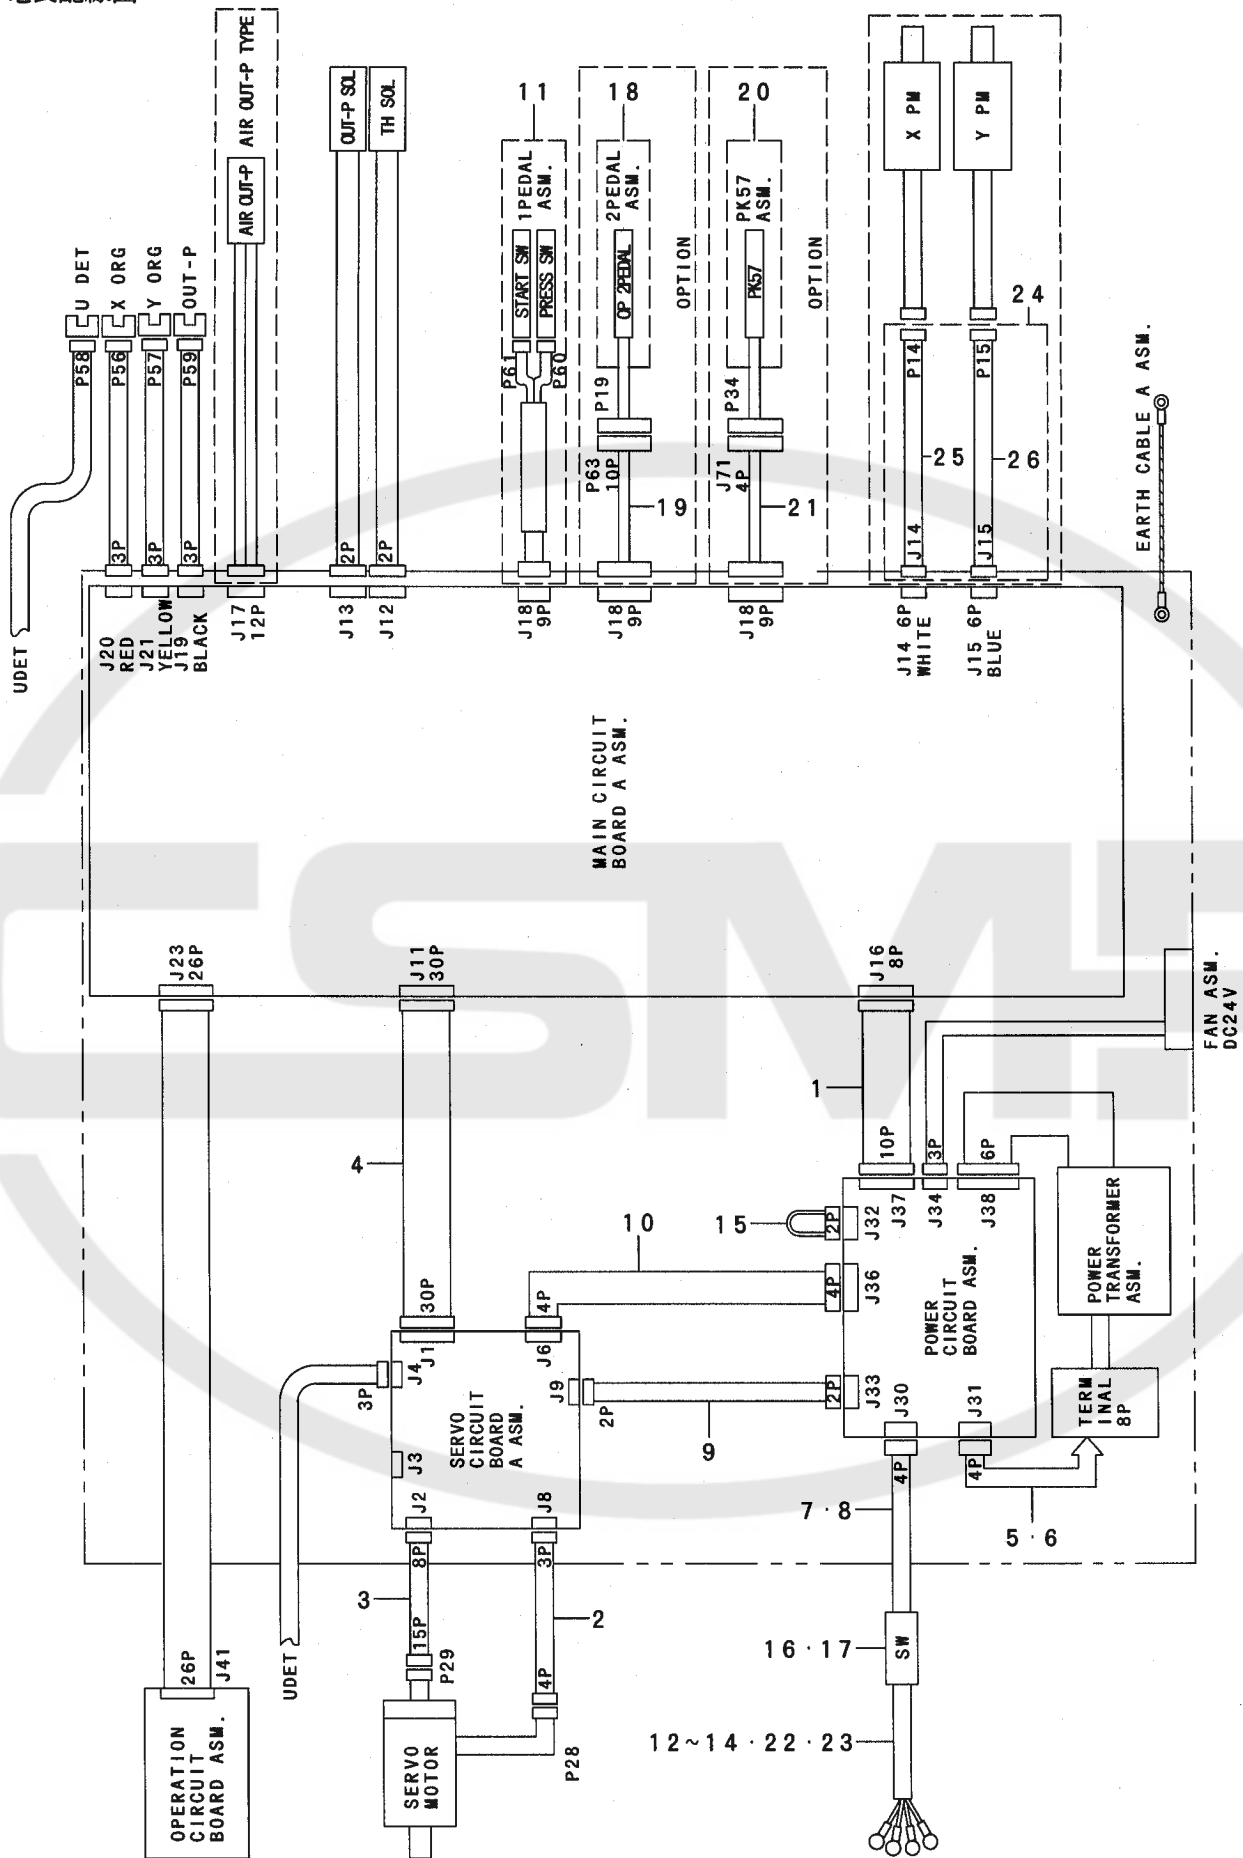 電装配線図
U DET
X ORG
Y ORG
OUT-P
P58
P56
P57
P59
3P
3P
3P
UDET
J20
RED
J21
YELLOW
J19
BLACK
AIR OUT-P TYPE
AIR OUT-P
J17
12P
OUT-P SOL
TH SOL
2P
2P
J13
J12
11
1PEDAL
ASM.
START SW
PRESS SW
P61
P60
J18
9P
18
2PEDAL
ASM.
OP 2PEDAL
P19
P63
10P
19
OPTION
J18
9P
20
PK57
ASM.
PK57
P34
J71
4P
21
OPTION
J18
9P
X PM
Y PM
24
P14
P15
25
26
J14
J15
J14 6P
WHITE
J15 6P
BLUE
EARTH CABLE A ASM.
MAIN CIRCUIT
BOARD A ASM.
J23
26P
J11
30P
J16
8P
FAN ASM.
DC24V
1
4
10P
3P
6P
15
10
2P
J32
J37
J34
J38
4P
J36
POWER
CIRCUIT
BOARD ASM.
POWER
TRANSFORMER
ASM.
30P
4P
J1
J6
J4
3P
J9
2P
SERVO
CIRCUIT
BOARD
A ASM.
J3
J2
J8
9
2P
J33
J30
J31
TERM
INAL
8P
4P
4P
7・8
5・6
8P
3P
3
2
15P
4P
P29
P28
SERVO
MOTOR
UDET
26P
J41
OPERATION
CIRCUIT
BOARD ASM.
16・17
SW
12~14・22・23
CSMR